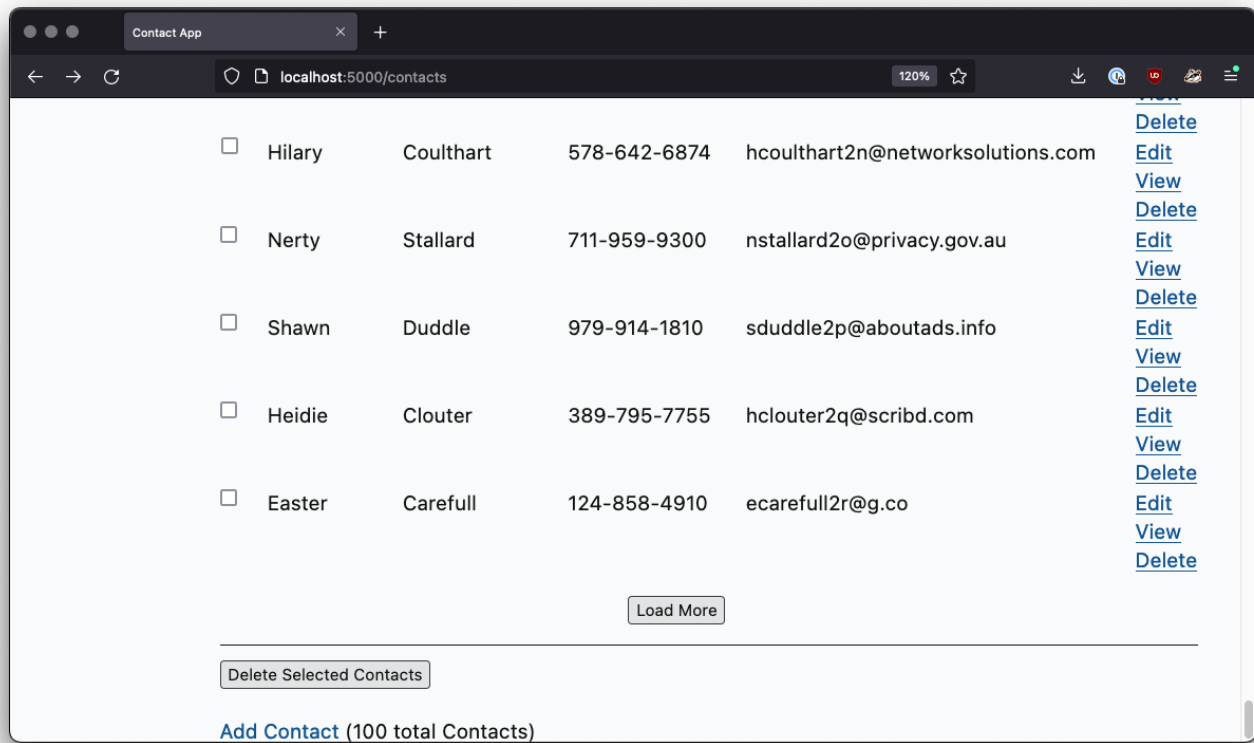 Contact App
localhost:5000/contacts 120%
View
Delete
Hilary Coulthart 578-642-6874 hcoulthart2n@networksolutions.com Edit
View
Delete
Nerty Stallard 711-959-9300 nstallard2o@privacy.gov.au Edit
View
Delete
Shawn Duddle 979-914-1810 sduddle2p@aboutads.info Edit
View
Delete
Heidie Clouter 389-795-7755 hclouter2q@scribd.com Edit
View
Delete
Easter Carefull 124-858-4910 ecarefull2r@g.co Edit
View
Delete
Load More
Delete Selected Contacts
Add Contact (100 total Contacts)